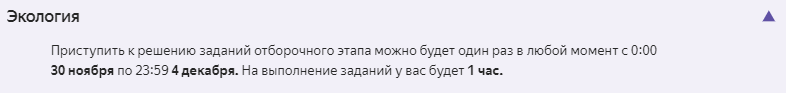 Экология
Приступить к решению заданий отборочного этапа можно будет один раз в любой момент с 0:00
30 ноября по 23:59 4 декабря. На выполнение заданий у вас будет 1 час.